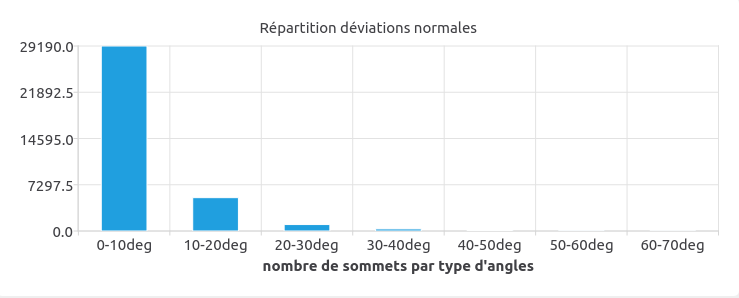 Répartition déviations normales
29190.0
21892.5
14595.0
7297.5
0.0
0-10deg 10-20deg 20-30deg 30-40deg 40-50deg 50-60deg 60-70deg
nombre de sommets par type d'angles